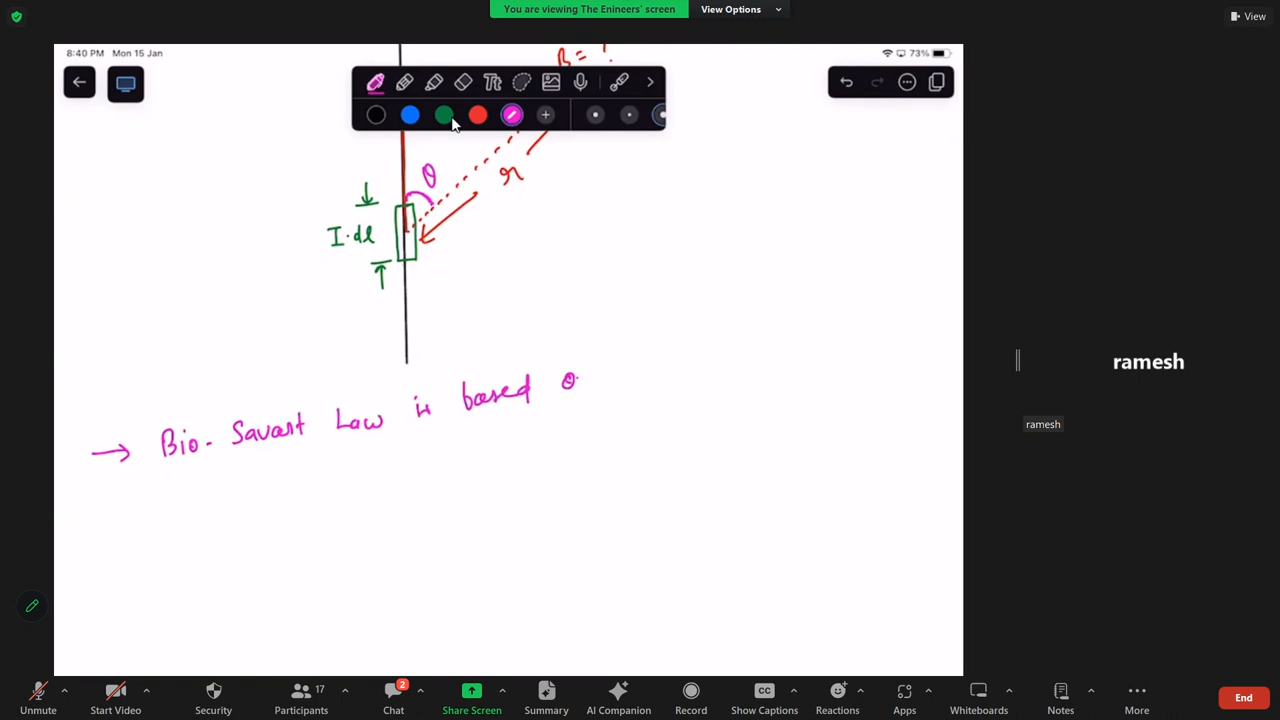 You are viewing The Enineers' screen
View Options
View
8:40 PM Mon 15 Jan
73%
B = ?
Tt
θ
r
I·dl
→ Bio- Savart Law is based o
ramesh
ramesh
Unmute
Start Video
Security
17
Participants
2
Chat
Share Screen
Summary
AI Companion
Record
CC
Show Captions
Reactions
Apps
Whiteboards
Notes
More
End